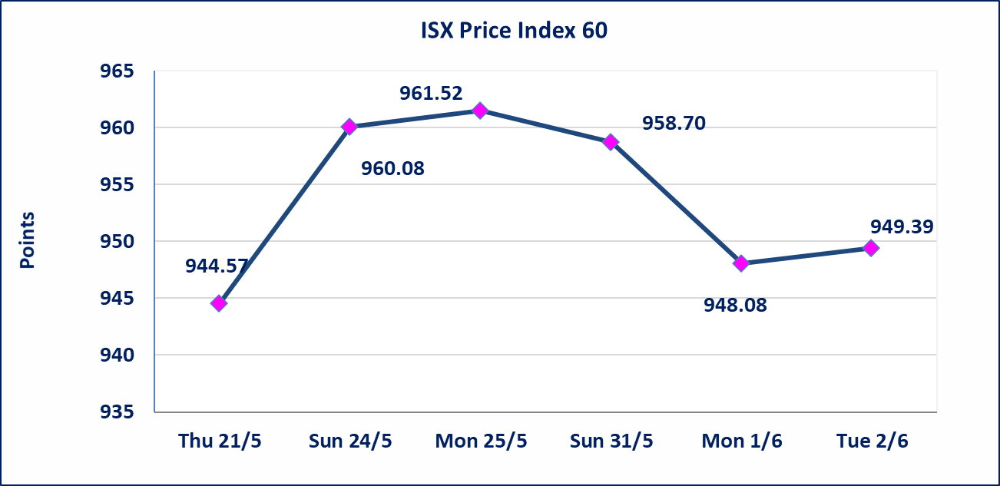 ISX Price Index 60
Points
965
960
955
950
945
940
935
944.57
960.08
961.52
958.70
948.08
949.39
Thu 21/5
Sun 24/5
Mon 25/5
Sun 31/5
Mon 1/6
Tue 2/6